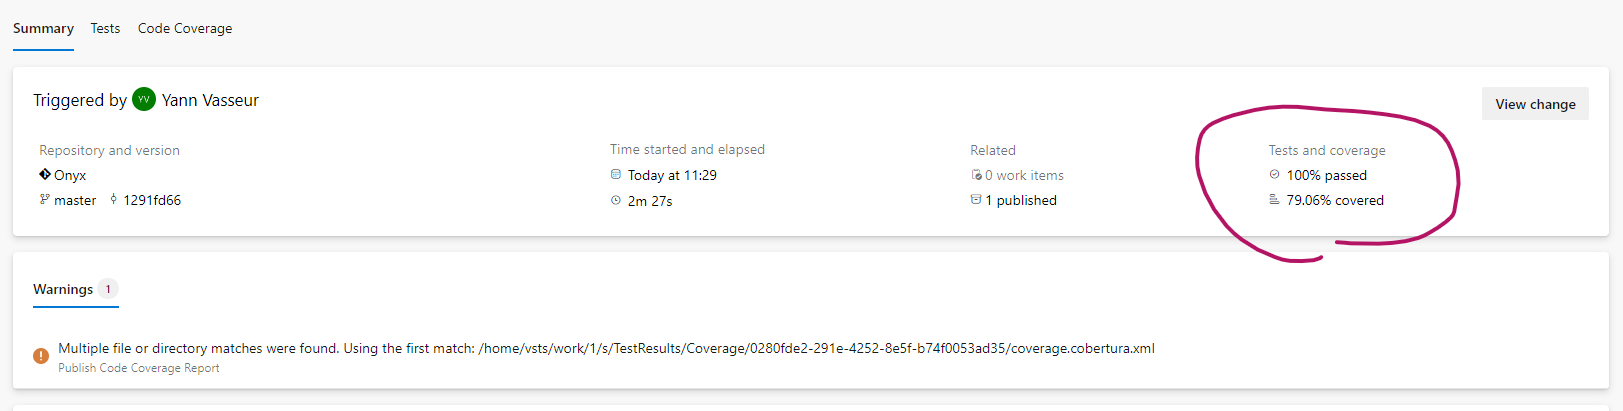 Summary Tests Code Coverage
Triggered by YV Yann Vasseur
View change
Repository and version
Onyx
master 1291fd66
Time started and elapsed
Today at 11:29
2m 27s
Related
0 work items
1 published
Tests and coverage
100% passed
79.06% covered
Warnings 1
Multiple file or directory matches were found. Using the first match: /home/vsts/work/1/s/TestResults/Coverage/0280fde2-291e-4252-8e5f-b74f0053ad35/coverage.cobertura.xml
Publish Code Coverage Report